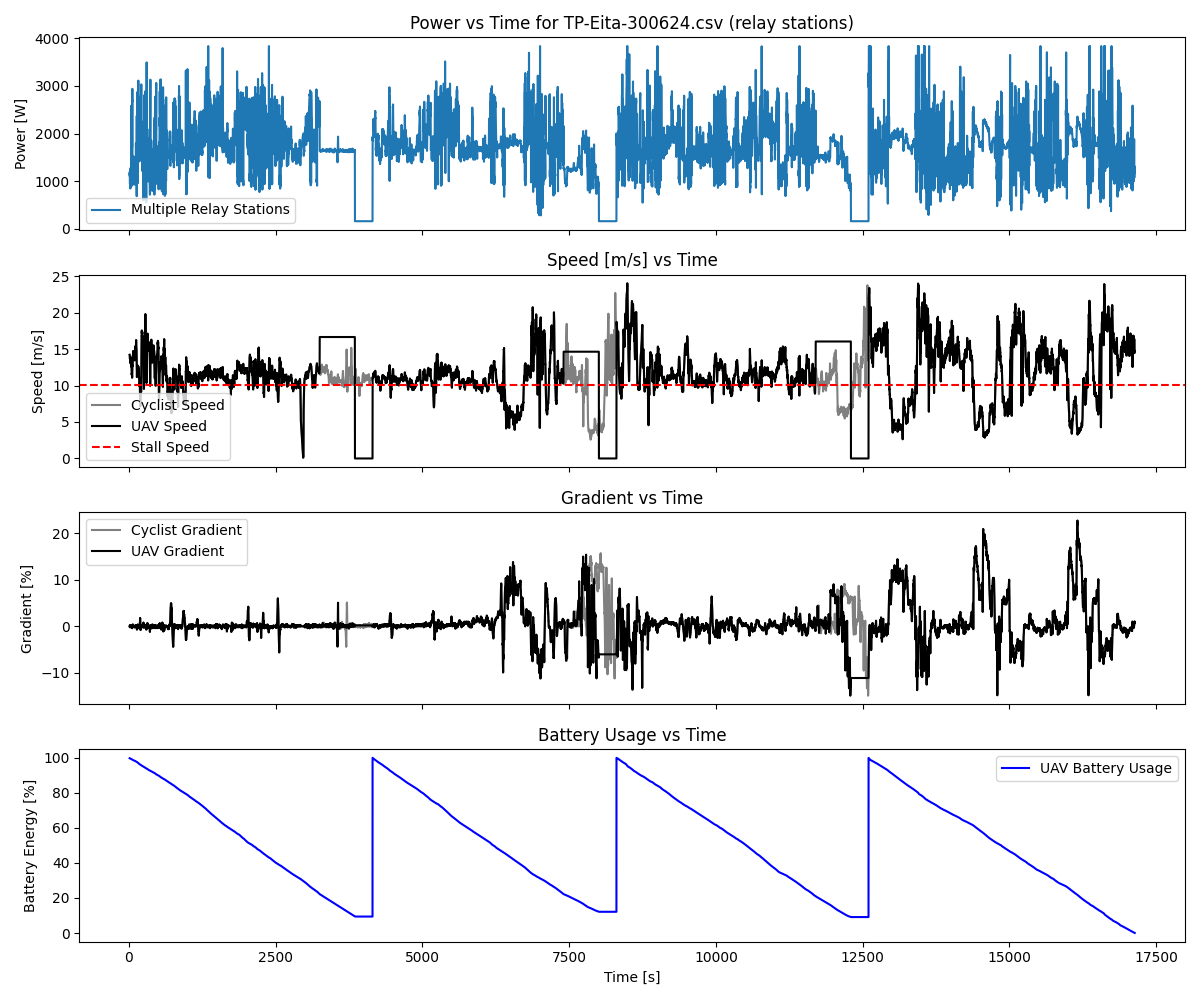 Power vs Time for TP-Eita-300624.csv (relay stations)
4000
3000
2000
1000
0
Power [W]
Multiple Relay Stations
Speed [m/s] vs Time
25
20
15
10
5
0
Speed [m/s]
Cyclist Speed
UAV Speed
Stall Speed
Gradient vs Time
20
10
0
−10
Gradient [%]
Cyclist Gradient
UAV Gradient
Battery Usage vs Time
100
80
60
40
20
0
Battery Energy [%]
UAV Battery Usage
0 2500 5000 7500 10000 12500 15000 17500
Time [s]